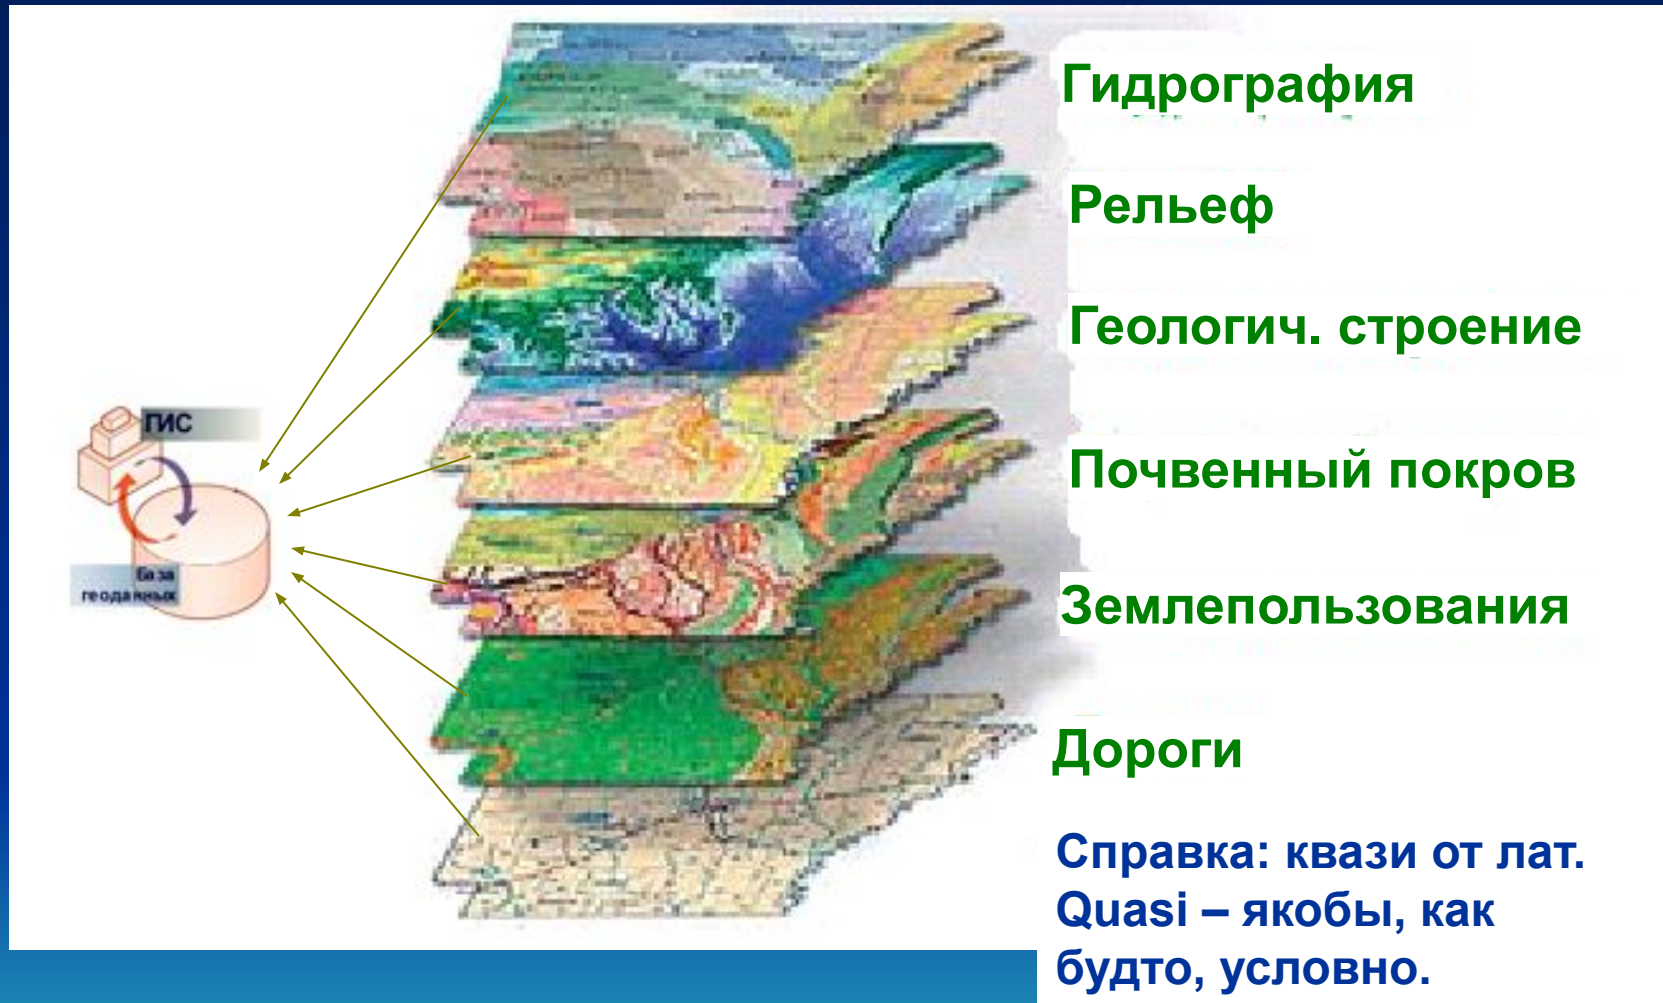 Гидрография
Рельеф
Геологич. строение
Почвенный покров
Землепользования
Дороги
ГИС
База
геоданных
Справка: квази от лат.
Quasi – якобы, как
будто, условно.